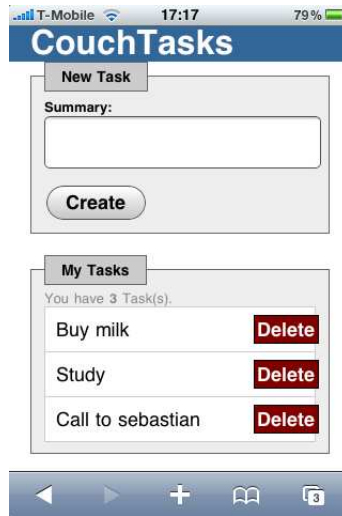 T-Mobile 17:17 79%
CouchTasks
New Task
Summary:
Create
My Tasks
You have 3 Task(s).
Buy milk Delete
Study Delete
Call to sebastian Delete
3